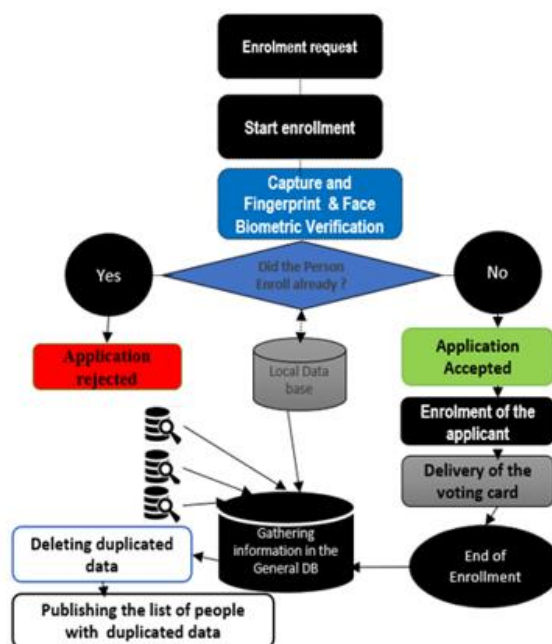 Enrolment request
Start enrollment
Capture and
Fingerprint & Face
Biometric Verification
Did the Person
Enroll already ?
Yes
No
Application
rejected
Local Data
base
Application
Accepted
Enrolment of the
applicant
Delivery of the
voting card
Gathering
information in the
General DB
End of
Enrollment
Deleting duplicated
data
Publishing the list of people
with duplicated data